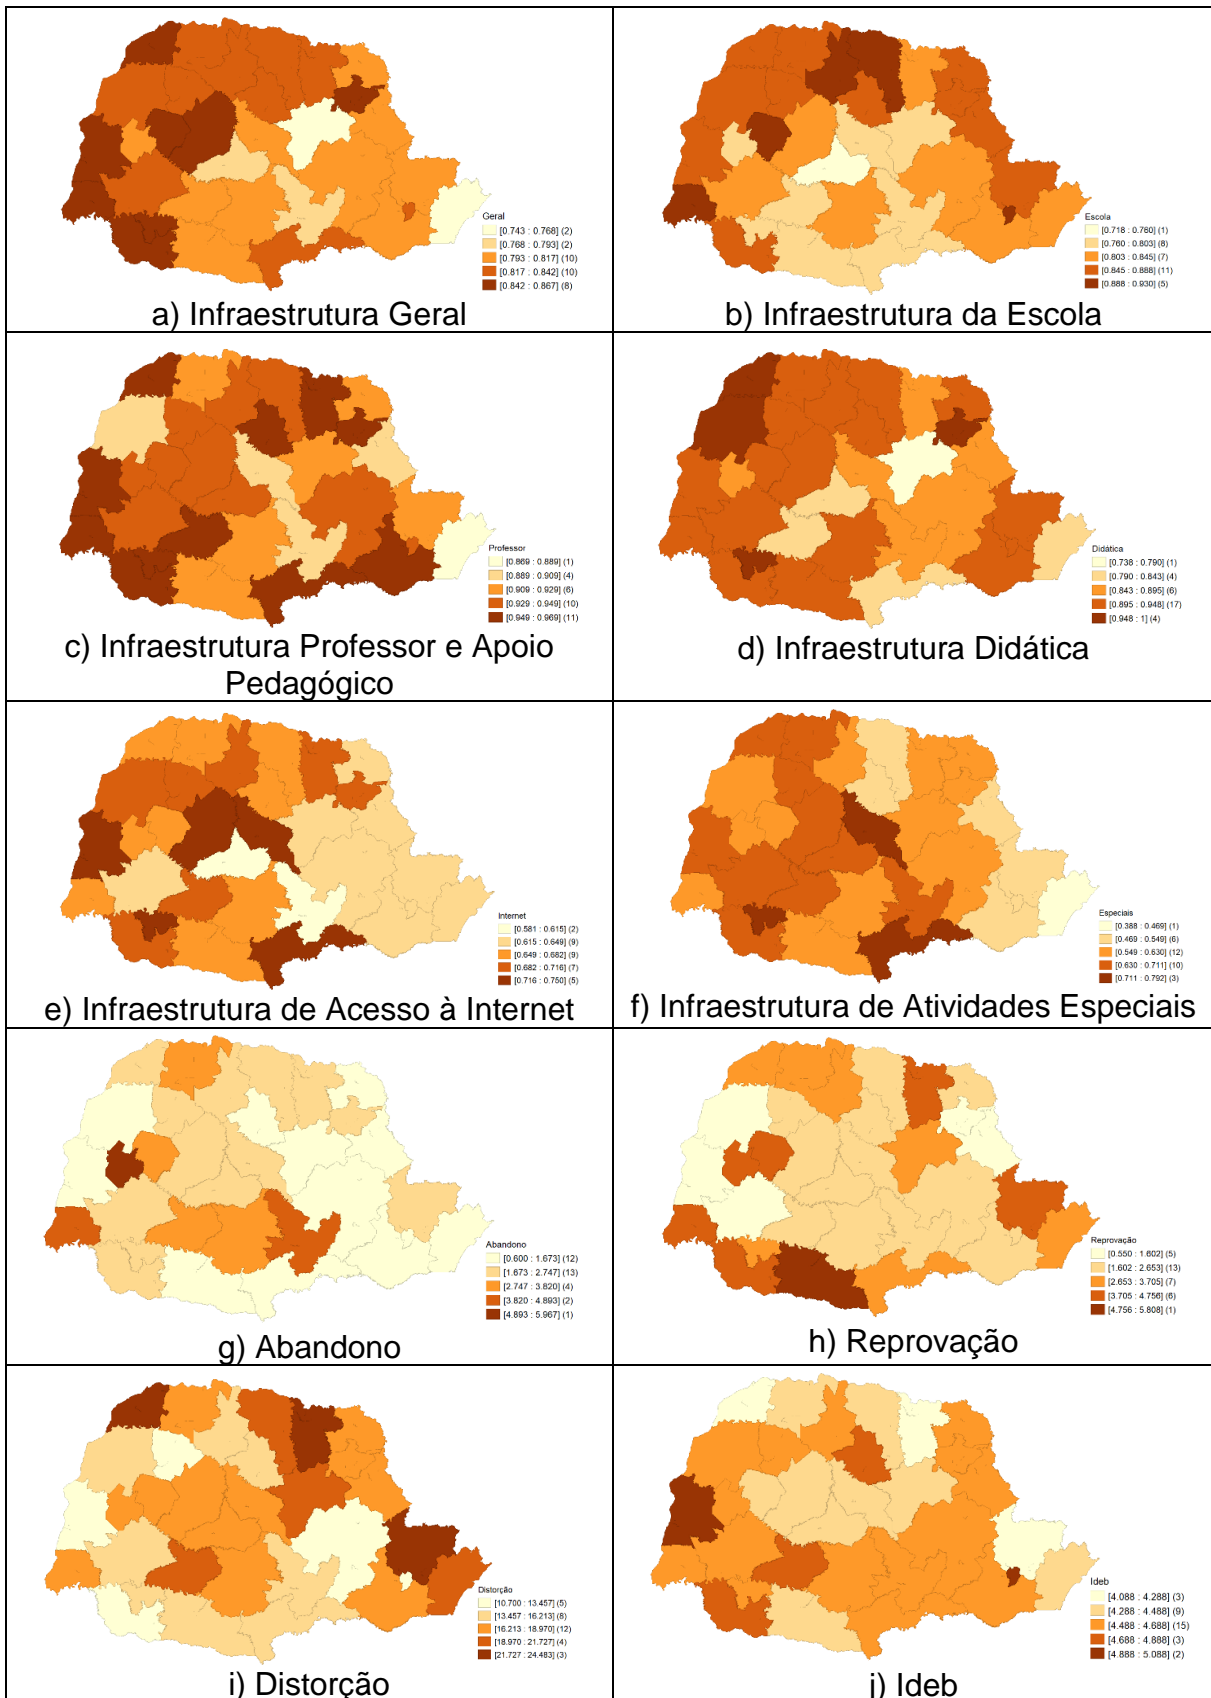 Geral
[0.743 : 0.768] (2)
[0.768 : 0.793] (2)
[0.793 : 0.817] (10)
[0.817 : 0.842] (10)
[0.842 : 0.867] (8)
a) Infraestrutura Geral
Escola
[0.718 : 0.760] (1)
[0.760 : 0.803] (8)
[0.803 : 0.845] (7)
[0.845 : 0.888] (11)
[0.888 : 0.930] (5)
b) Infraestrutura da Escola
Professor
[0.869 : 0.889] (1)
[0.889 : 0.909] (4)
[0.909 : 0.929] (6)
[0.929 : 0.949] (10)
[0.949 : 0.969] (11)
c) Infraestrutura Professor e Apoio
Pedagógico
Didática
[0.738 : 0.790] (1)
[0.790 : 0.843] (4)
[0.843 : 0.895] (6)
[0.895 : 0.948] (17)
[0.948 : 1] (4)
d) Infraestrutura Didática
Internet
[0.581 : 0.615] (2)
[0.615 : 0.649] (9)
[0.649 : 0.682] (9)
[0.682 : 0.716] (7)
[0.716 : 0.750] (5)
e) Infraestrutura de Acesso à Internet
Especiais
[0.388 : 0.469] (1)
[0.469 : 0.549] (6)
[0.549 : 0.630] (12)
[0.630 : 0.711] (10)
[0.711 : 0.792] (3)
f) Infraestrutura de Atividades Especiais
Abandono
[0.600 : 1.673] (12)
[1.673 : 2.747] (13)
[2.747 : 3.820] (4)
[3.820 : 4.893] (2)
[4.893 : 5.967] (1)
g) Abandono
Reprovação
[0.550 : 1.602] (5)
[1.602 : 2.653] (13)
[2.653 : 3.705] (7)
[3.705 : 4.756] (6)
[4.756 : 5.808] (1)
h) Reprovação
Distorção
[10.700 : 13.457] (5)
[13.457 : 16.213] (8)
[16.213 : 18.970] (12)
[18.970 : 21.727] (4)
[21.727 : 24.483] (3)
i) Distorção
Ideb
[4.088 : 4.288] (3)
[4.288 : 4.488] (9)
[4.488 : 4.688] (15)
[4.688 : 4.888] (3)
[4.888 : 5.088] (2)
j) Ideb